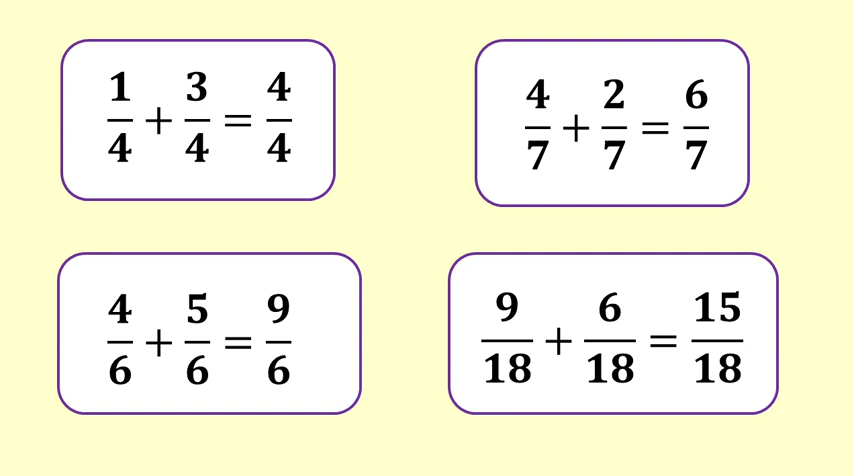 1/4 + 3/4 = 4/4
4/7 + 2/7 = 6/7
4/6 + 5/6 = 9/6
9/18 + 6/18 = 15/18